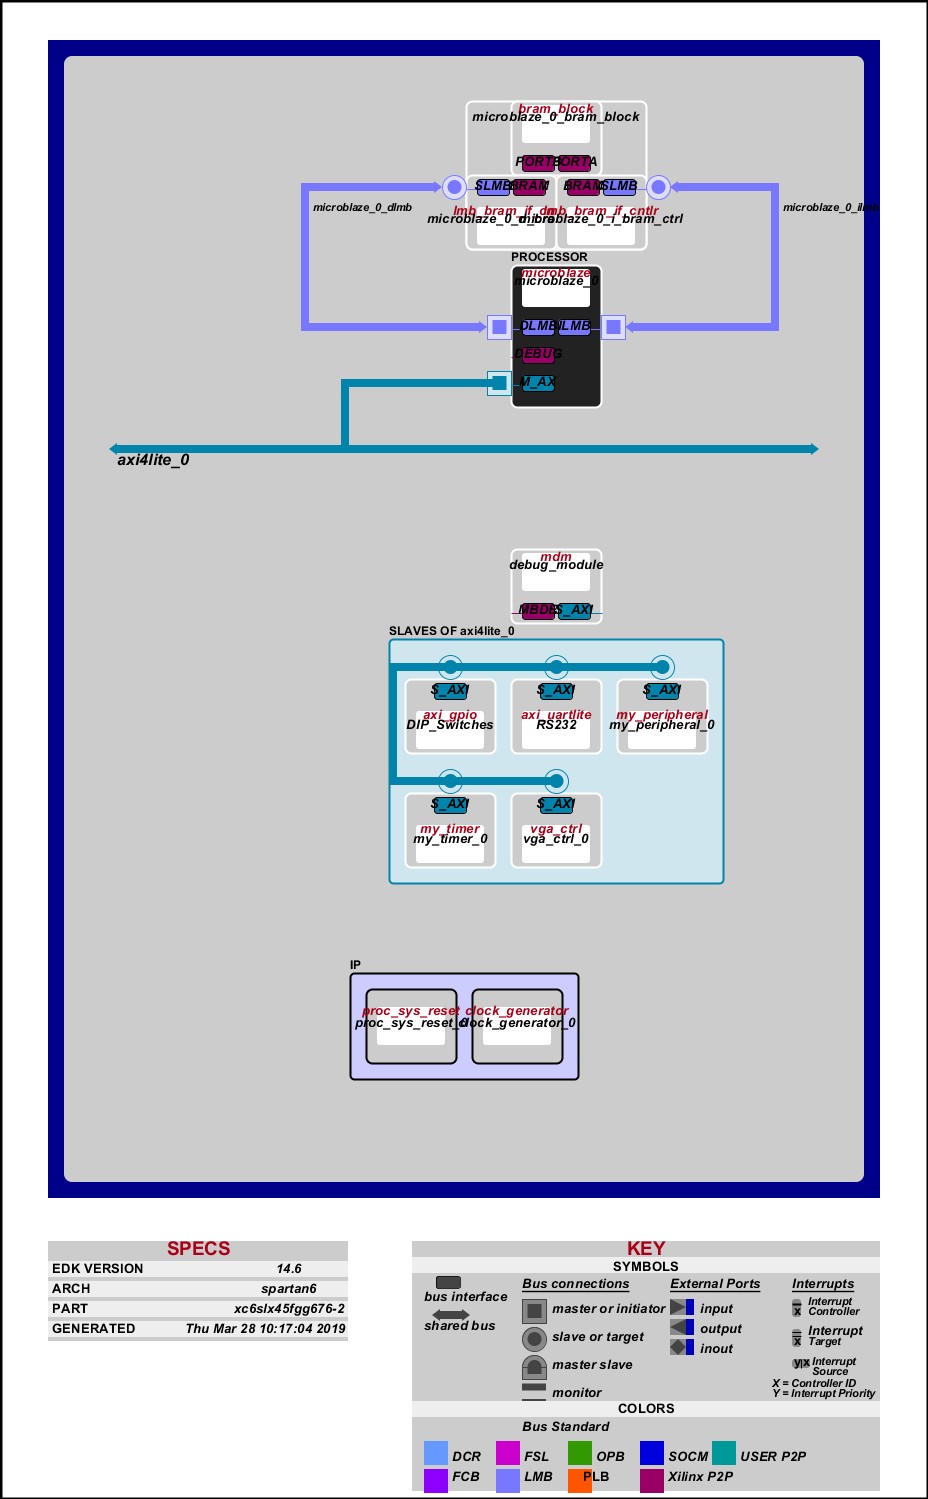 bram_block
microblaze_0_bram_block
PORTB PORTA
SLMB BRAM BRAM SLMB
microblaze_0_dlmb
microblaze_0_ilmb
lmb_bram_if_cntlr
microblaze_0_i_bram_ctrl
PROCESSOR
microblaze
microblaze_0
DLMB ILMB
DEBUG
M_AX
axi4lite_0
mdm
debug_module
S_AXI
SLAVES OF axi4lite_0
S_AXI S_AXI S_AXI
axi_gpio axi_uartlite my_peripheral
DIP_Switches RS232 my_peripheral_0
S_AXI S_AXI
my_timer vga_ctrl
my_timer_0 vga_ctrl_0
IP
proc_sys_reset clock_generator
proc_sys_reset_0 clock_generator_0
SPECS
EDK VERSION 14.6
ARCH spartan6
PART xc6slx45fgg676-2
GENERATED Thu Mar 28 10:17:04 2019
KEY
SYMBOLS
bus interface
shared bus
Bus connections
master or initiator
slave or target
master slave
monitor
External Ports
input
output
inout
Interrupts
x Interrupt
Controller
x Interrupt
Target
y|x Interrupt
Source
X = Controller ID
Y = Interrupt Priority
COLORS
Bus Standard
DCR FSL OPB SOCM USER P2P
FCB LMB PLB Xilinx P2P